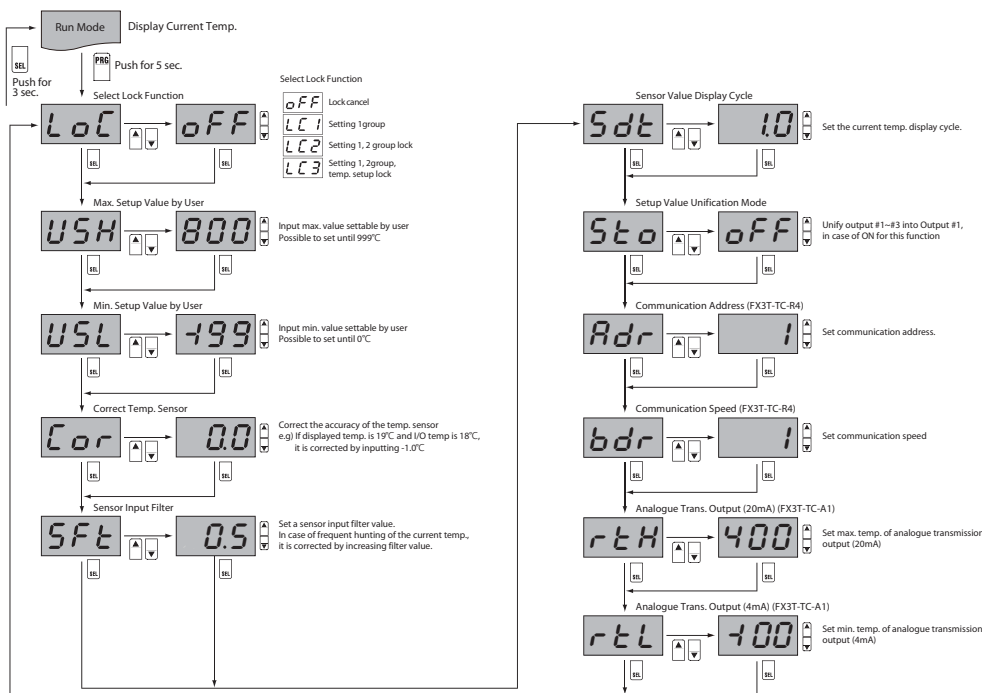 Run Mode
Display Current Temp.
SEL
Push for
3 sec.
PRG
Push for 5 sec.
Select Lock Function
LoC
oFF
SEL
SEL
Select Lock Function
oFF Lock cancel
LC1 Setting 1group
LC2 Setting 1, 2 group lock
LC3 Setting 1, 2group,
temp. setup lock
Max. Setup Value by User
USH
800
Input max. value settable by user
Possible to set until 999°C
SEL
SEL
Min. Setup Value by User
USL
-199
Input min. value settable by user
Possible to set until 0°C
SEL
SEL
Correct Temp. Sensor
Cor
0.0
Correct the accuracy of the temp. sensor
e.g) If displayed temp. is 19°C and I/O temp is 18°C,
it is corrected by inputting -1.0°C
SEL
SEL
Sensor Input Filter
SFt
0.5
Set a sensor input filter value.
In case of frequent hunting of the current temp.,
it is corrected by increasing filter value.
SEL
SEL
Sensor Value Display Cycle
Sdt
1.0
Set the current temp. display cycle.
SEL
SEL
Setup Value Unification Mode
Sto
oFF
Unify output #1~#3 into Output #1,
in case of ON for this function
SEL
SEL
Communication Address (FX3T-TC-R4)
Adr
1
Set communication address.
SEL
SEL
Communication Speed (FX3T-TC-R4)
bdr
1
Set communication speed
SEL
SEL
Analogue Trans. Output (20mA) (FX3T-TC-A1)
rtH
400
Set max. temp. of analogue transmission
output (20mA)
SEL
SEL
Analogue Trans. Output (4mA) (FX3T-TC-A1)
rtL
-100
Set min. temp. of analogue transmission
output (4mA)
SEL
SEL